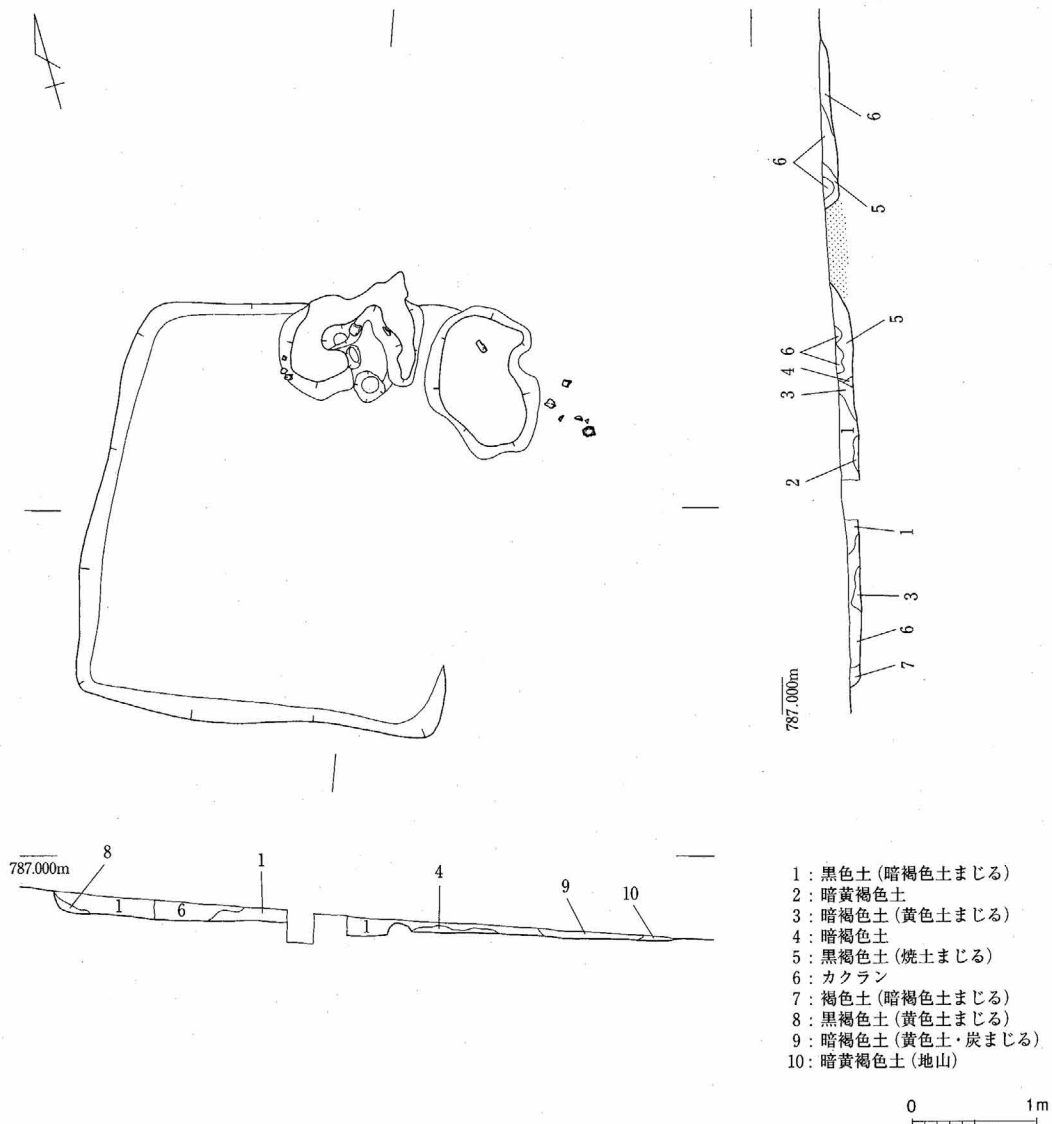 6
6
5
5
6
4
3
1
2
1
3
6
7
787.000m
787.000m
8
1
4
9
10
1
6
1
1：黒色土（暗褐色土まじる）
2：暗黄褐色土
3：暗褐色土（黄色土まじる）
4：暗褐色土
5：黒褐色土（焼土まじる）
6：カクラン
7：褐色土（暗褐色土まじる）
8：黒褐色土（黄色土まじる）
9：暗褐色土（黄色土・炭まじる）
10：暗黄褐色土（地山）
0 1m